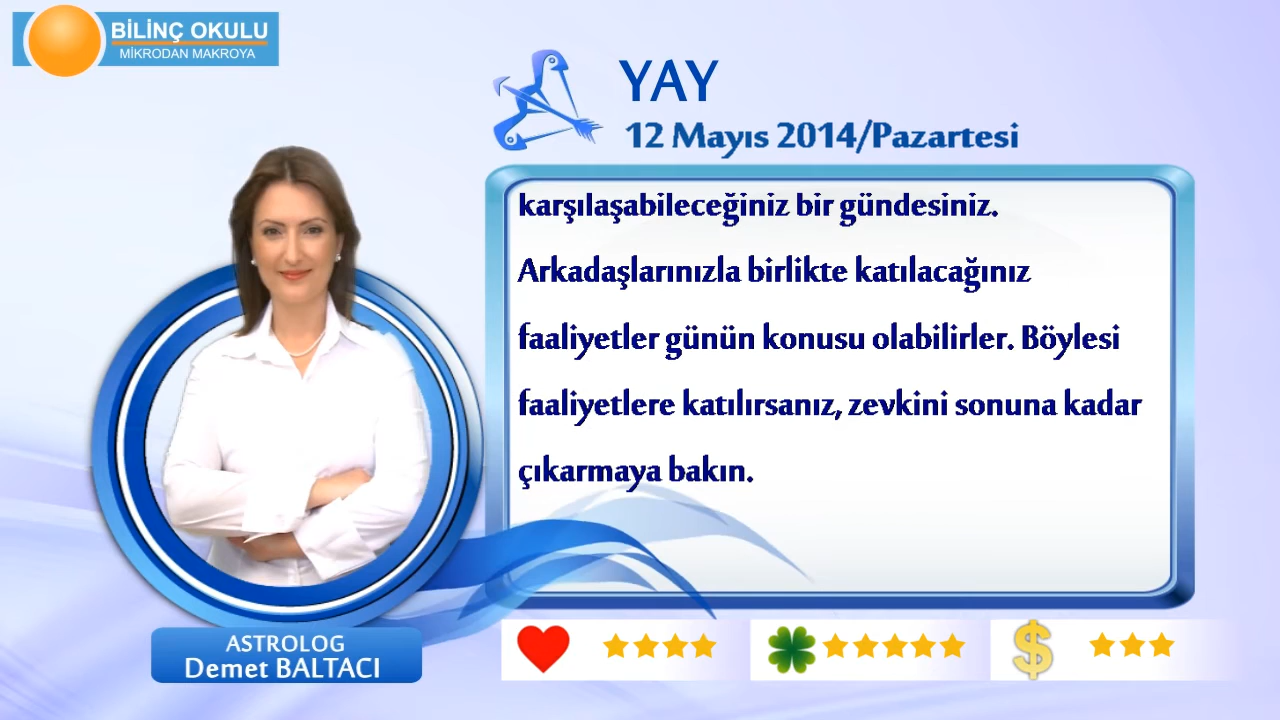 BİLİNÇ OKULU
MİKRODAN MAKROYA
YAY
12 Mayıs 2014/Pazartesi
karşılaşabileceğiniz bir gündesiniz.
Arkadaşlarınızla birlikte katılacağınız
faaliyetler günün konusu olabilirler. Böylesi
faaliyetlere katılırsanız, zevkini sonuna kadar
çıkarmaya bakın.
ASTROLOG
Demet BALTACI